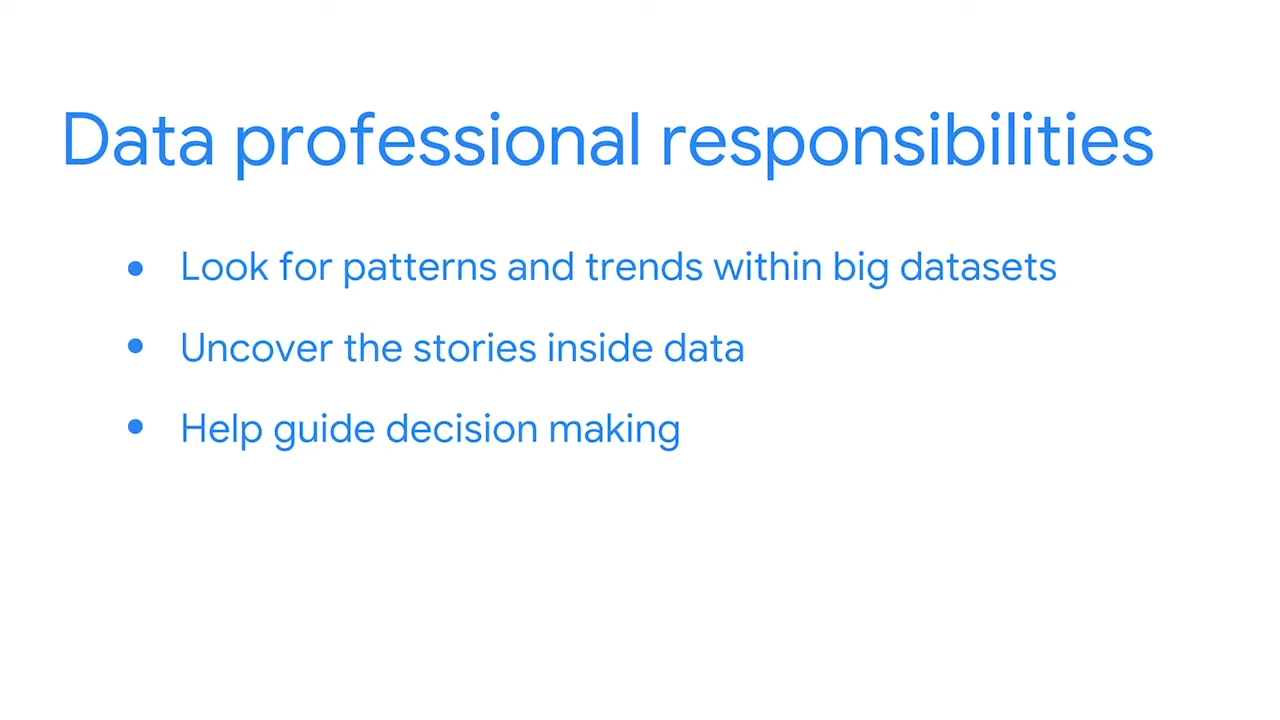 Data professional responsibilities
• Look for patterns and trends within big datasets
• Uncover the stories inside data
• Help guide decision making